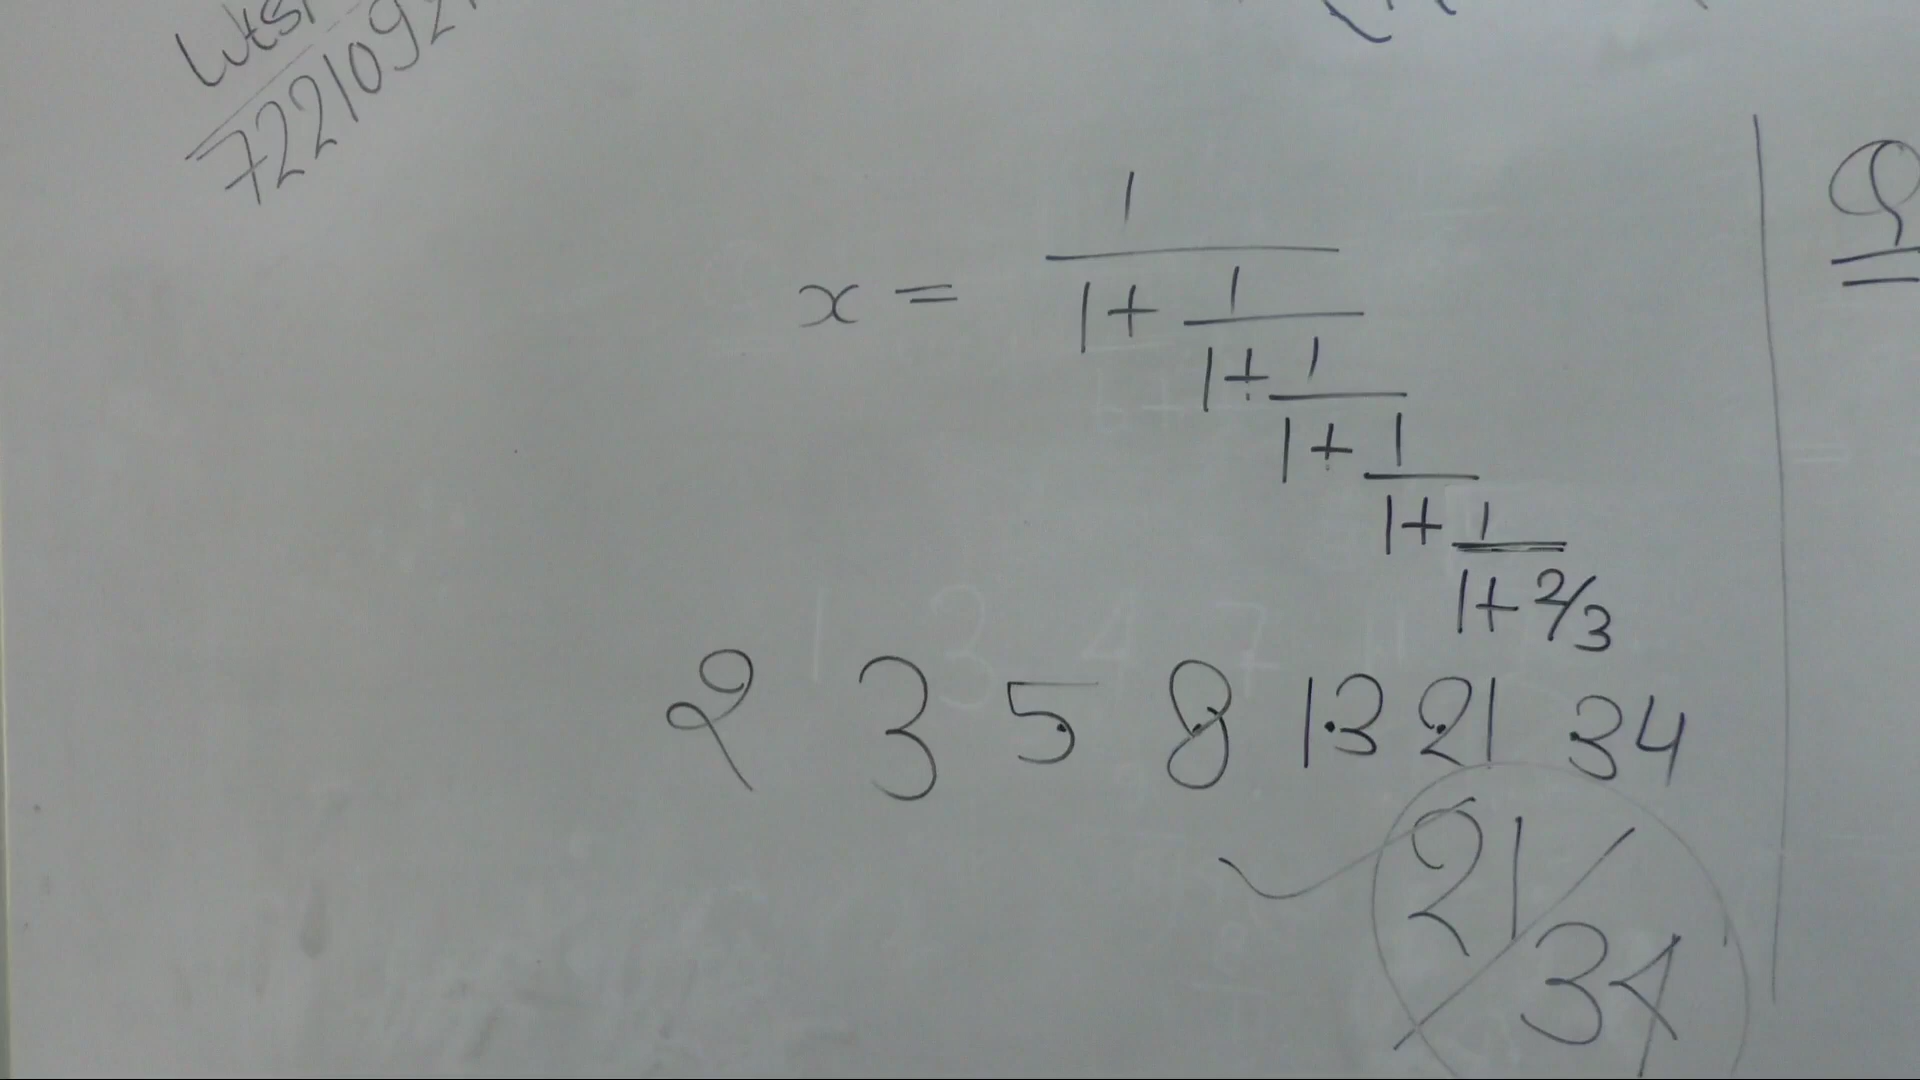 7221092
x = 1
1 + 1
1 + 1
1 + 1
1 + 1
1 + 2/3
2 3 5 8 13 21 34
21/34
Q